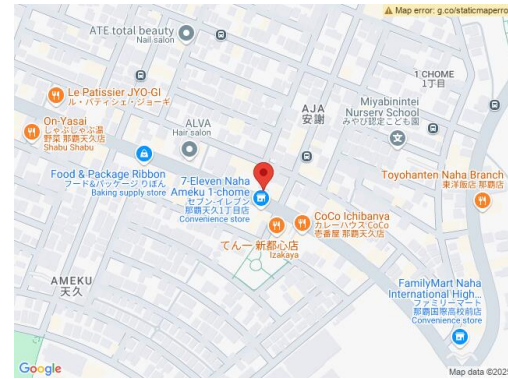 Map error: g.co/staticmaperro
ATE total beauty
Nail salon
1 CHOME
1丁目
Le Patissier JYO-GI
ル・パティシェ・ジョーギ
AJA
安謝
Miyabinintei
Nursery School
みやび認定こども園
On-Yasai
しゃぶしゃぶ温
野菜 那覇天久店
Shabu Shabu
ALVA
Hair salon
Food & Package Ribbon
フード&パッケージ りぼん
Baking supply store
7-Eleven Naha
Ameku 1-chome
セブン-イレブン
那覇天久1丁目店
Convenience store
Toyohanten Naha Branch
東洋飯店 那覇店
CoCo Ichibanya
カレーハウス CoCo
壱番屋 那覇天久店
てん一 新都心店
Izakaya
AMEKU
天久
FamilyMart Naha
International High...
ファミリーマート
那覇国際高校前店
Convenience store
Google
Map data ©2025